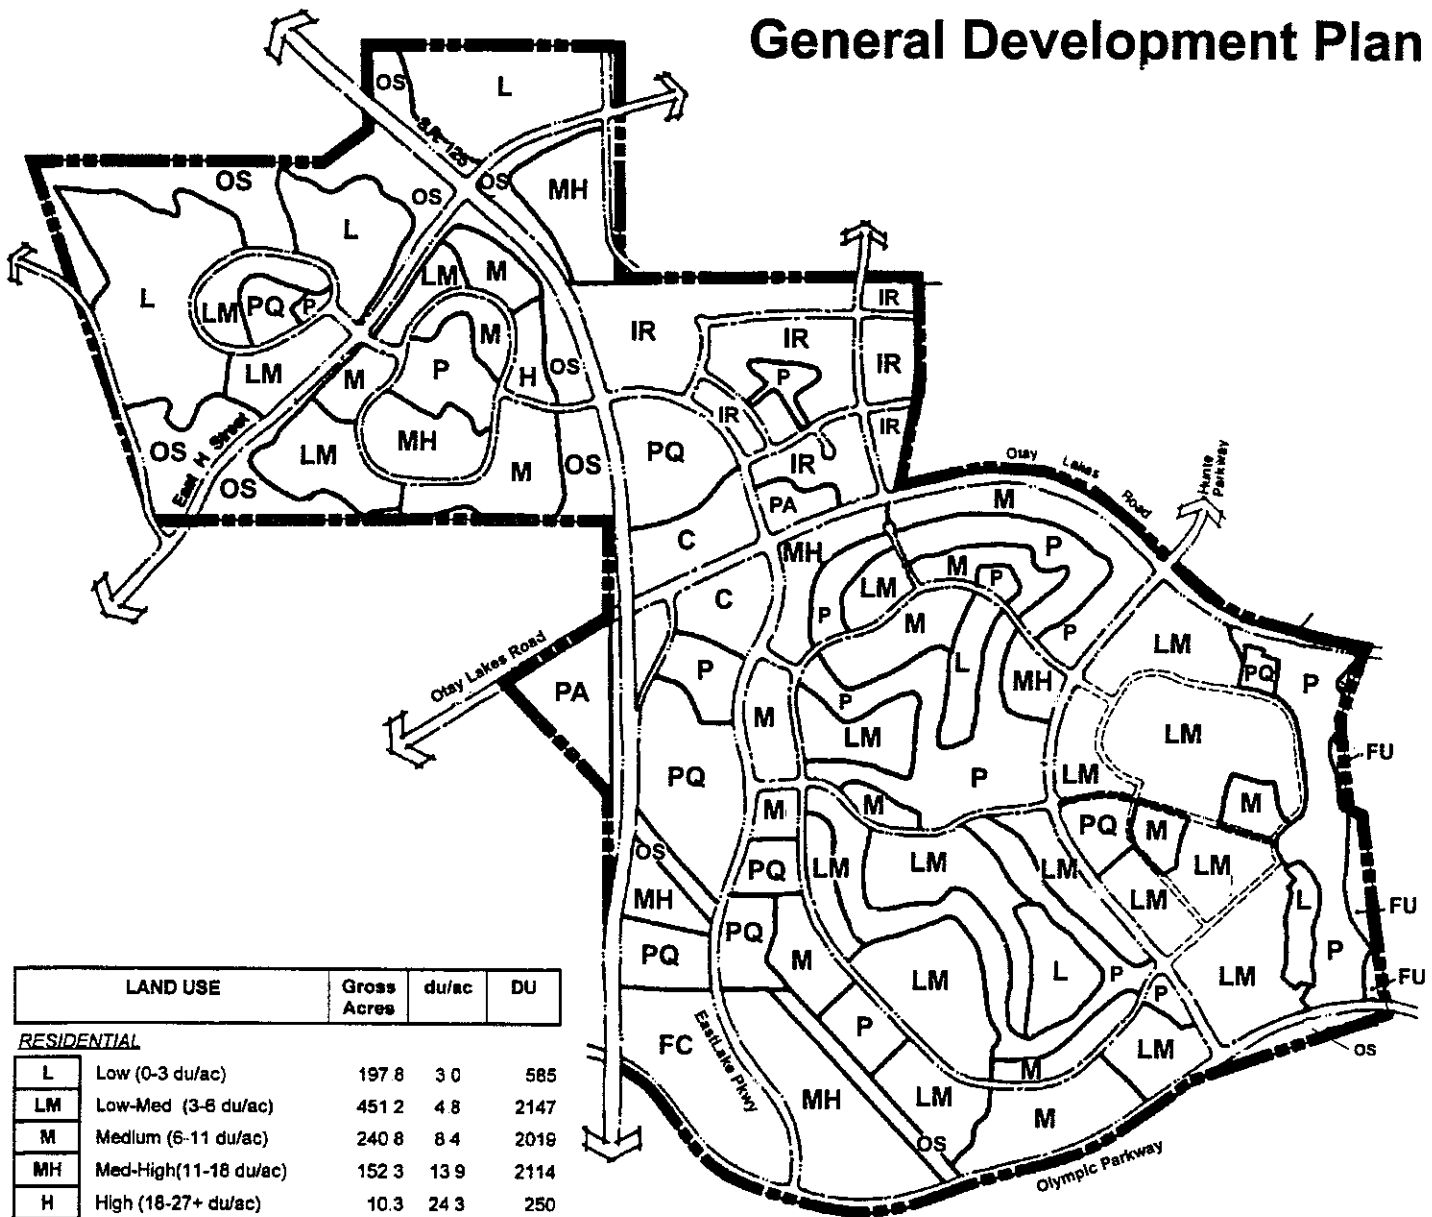 General Development Plan
OS
L
S.R. 125
OS
OS
OS
MH
L
L
LM
PQ
P
LM
M
M
P
H
OS
LM
M
MH
LM
M
OS
OS
OS
East H Street
IR
IR
IR
IR
P
IR
IR
IR
PQ
PA
C
MH
C
Otay Lakes Road
Hunte Parkway
M
P
M
P
LM
P
M
P
L
MH
LM
PQ
P
Otay Lakes Road
PA
P
M
P
LM
P
LM
LM
FU
PQ
M
M
M
PQ
M
OS
PQ
LM
LM
LM
LM
LM
MH
L
FU
PQ
PQ
M
LM
L
P
P
LM
P
FU
FC
EastLake Pkwy
P
LM
OS
M
MH
LM
M
OS
Olympic Parkway
LAND USE Gross Acres du/ac DU
RESIDENTIAL
L Low (0-3 du/ac) 197.8 3.0 585
LM Low-Med (3-6 du/ac) 451.2 4.8 2147
M Medium (6-11 du/ac) 240.8 8.4 2019
MH Med-High(11-18 du/ac) 152.3 13.9 2114
H High (18-27+ du/ac) 10.3 24.3 250